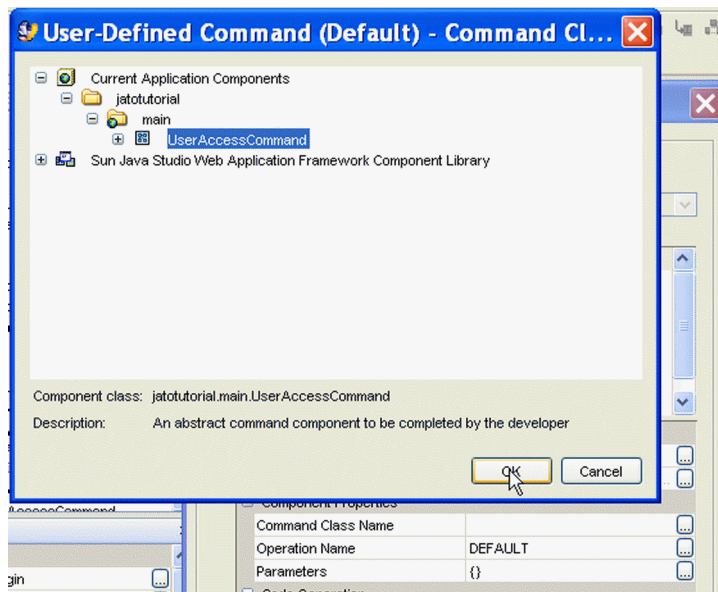 User-Defined Command (Default) - Command Cl...
Current Application Components
jatotutorial
main
UserAccessCommand
Sun Java Studio Web Application Framework Component Library
Component class: jatotutorial.main.UserAccessCommand
Description: An abstract command component to be completed by the developer
OK Cancel
Component Properties
Command Class Name
...
Operation Name DEFAULT
...
Parameters {}
...
gin
...
Code Generation